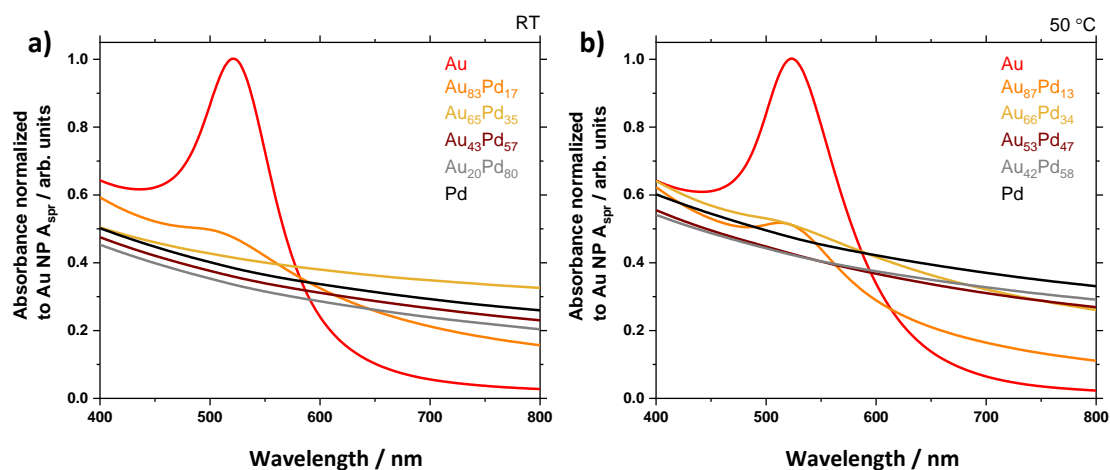 RT
a)
Au
Au₈₃Pd₁₇
Au₆₅Pd₃₅
Au₄₃Pd₅₇
Au₂₀Pd₈₀
Pd
Absorbance normalized
to Au NP Aₛₚᵣ / arb. units
1.0
0.8
0.6
0.4
0.2
0.0
400 500 600 700 800
Wavelength / nm
50 °C
b)
Au
Au₈₇Pd₁₃
Au₆₆Pd₃₄
Au₅₃Pd₄₇
Au₄₂Pd₅₈
Pd
Absorbance normalized
to Au NP Aₛₚᵣ / arb. units
1.0
0.8
0.6
0.4
0.2
0.0
400 500 600 700 800
Wavelength / nm